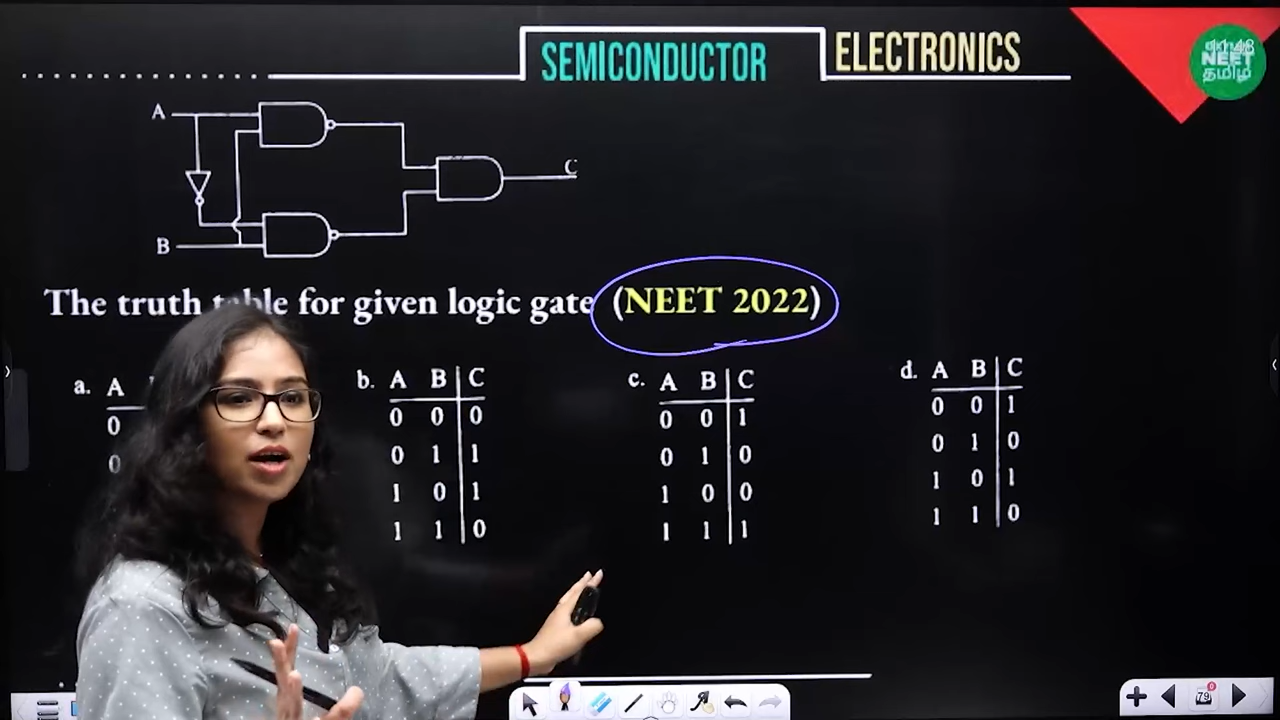 SEMICONDUCTOR ELECTRONICS
NEET
தமிழ்
A
C
B
The truth table for given logic gate (NEET 2022)
a. A
0
0
b. A B C
0 0 0
0 1 1
1 0 1
1 1 0
c. A B C
0 0 1
0 1 0
1 0 0
1 1 1
d. A B C
0 0 1
0 1 0
1 0 1
1 1 0
79